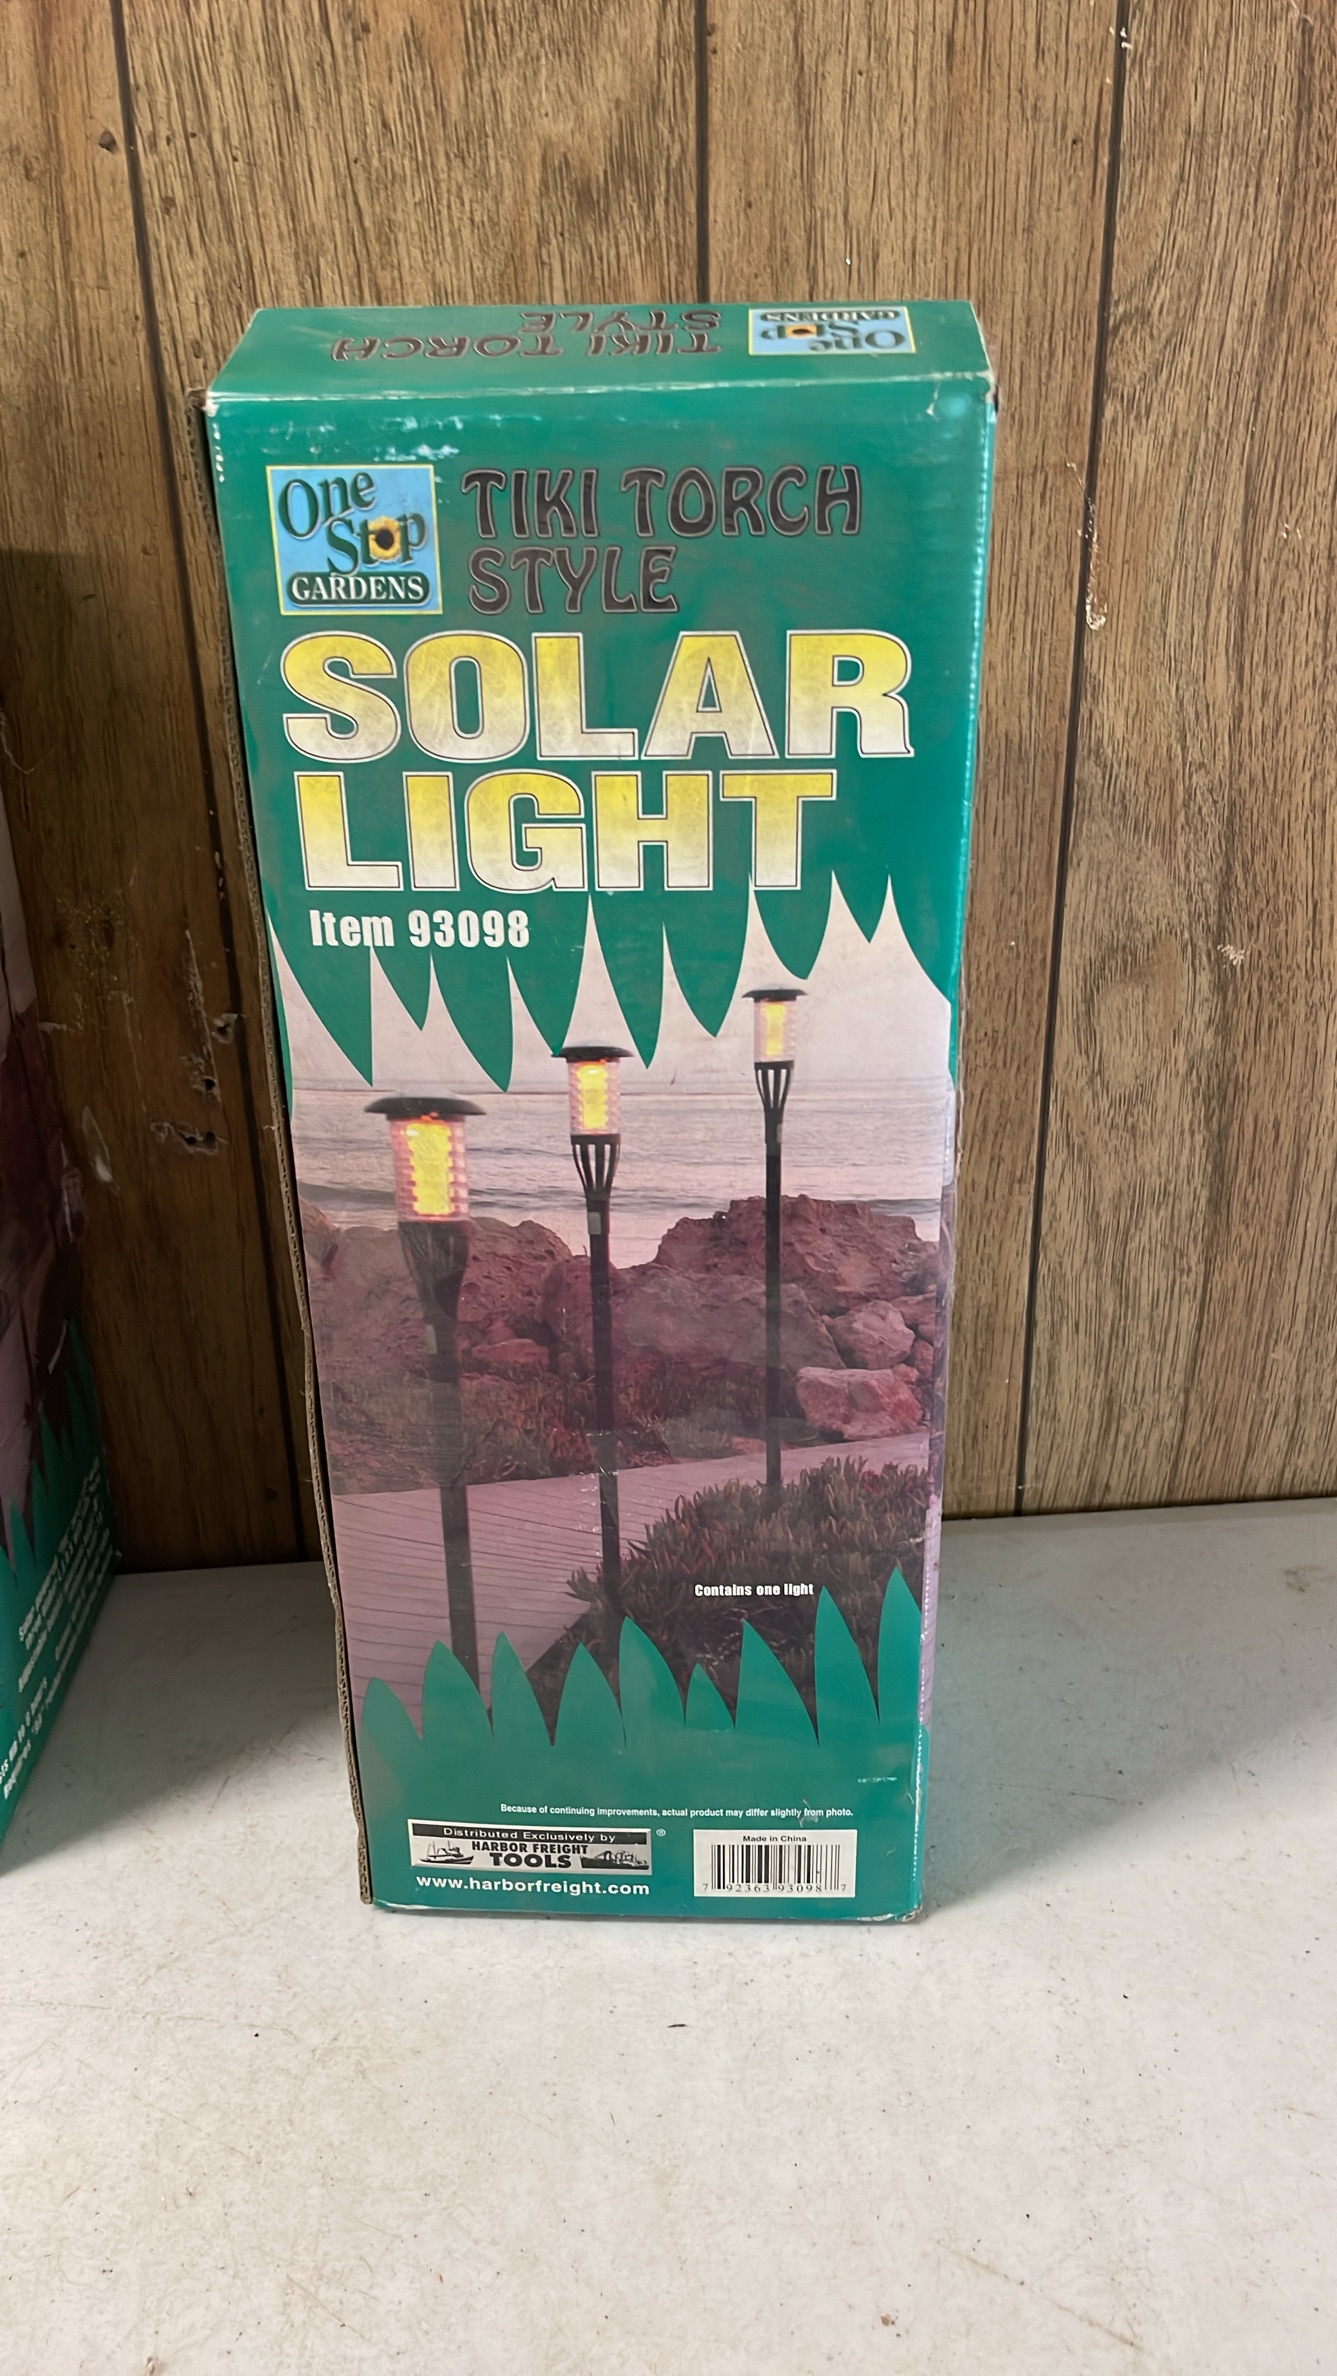 TIKI TORCH
STYLE
One
Stop
GARDENS
One
Stop
GARDENS
TIKI TORCH
STYLE
SOLAR
LIGHT
Item 93098
Contains one light
Because of continuing improvements, actual product may differ slightly from photo.
Distributed Exclusively by
HARBOR FREIGHT
TOOLS
®
www.harborfreight.com
Made in China
7 92363 93098 7